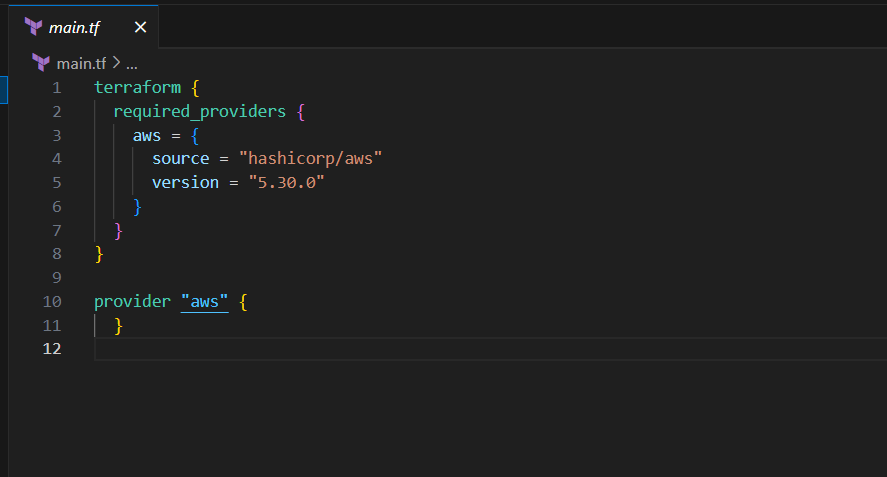 main.tf ×
main.tf > ...
1 terraform {
2   required_providers {
3     aws = {
4       source = "hashicorp/aws"
5       version = "5.30.0"
6     }
7   }
8 }
9
10 provider "aws" {
11   }
12